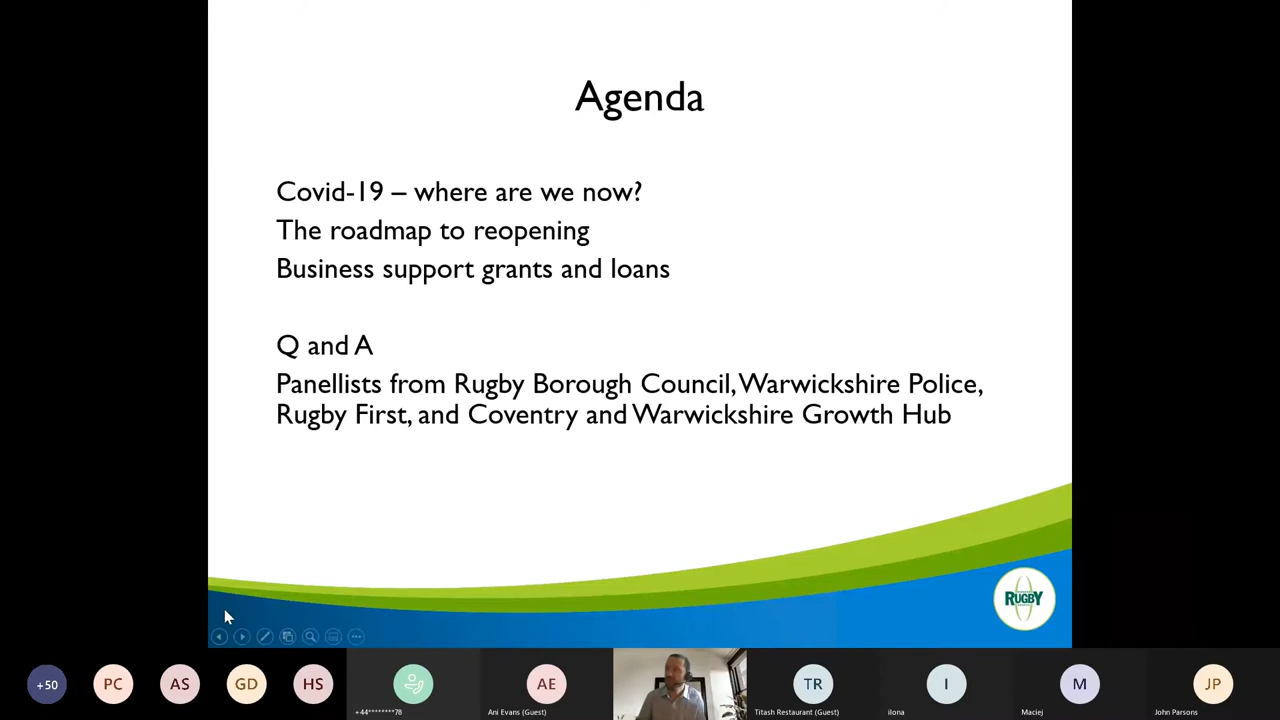 Agenda
Covid-19 – where are we now?
The roadmap to reopening
Business support grants and loans
Q and A
Panellists from Rugby Borough Council, Warwickshire Police,
Rugby First, and Coventry and Warwickshire Growth Hub
RUGBY
+50
PC
AS
GD
HS
+44********78
AE
Ani Evans (Guest)
TR
Titash Restaurant (Guest)
I
ilona
M
Maciej
JP
John Parsons